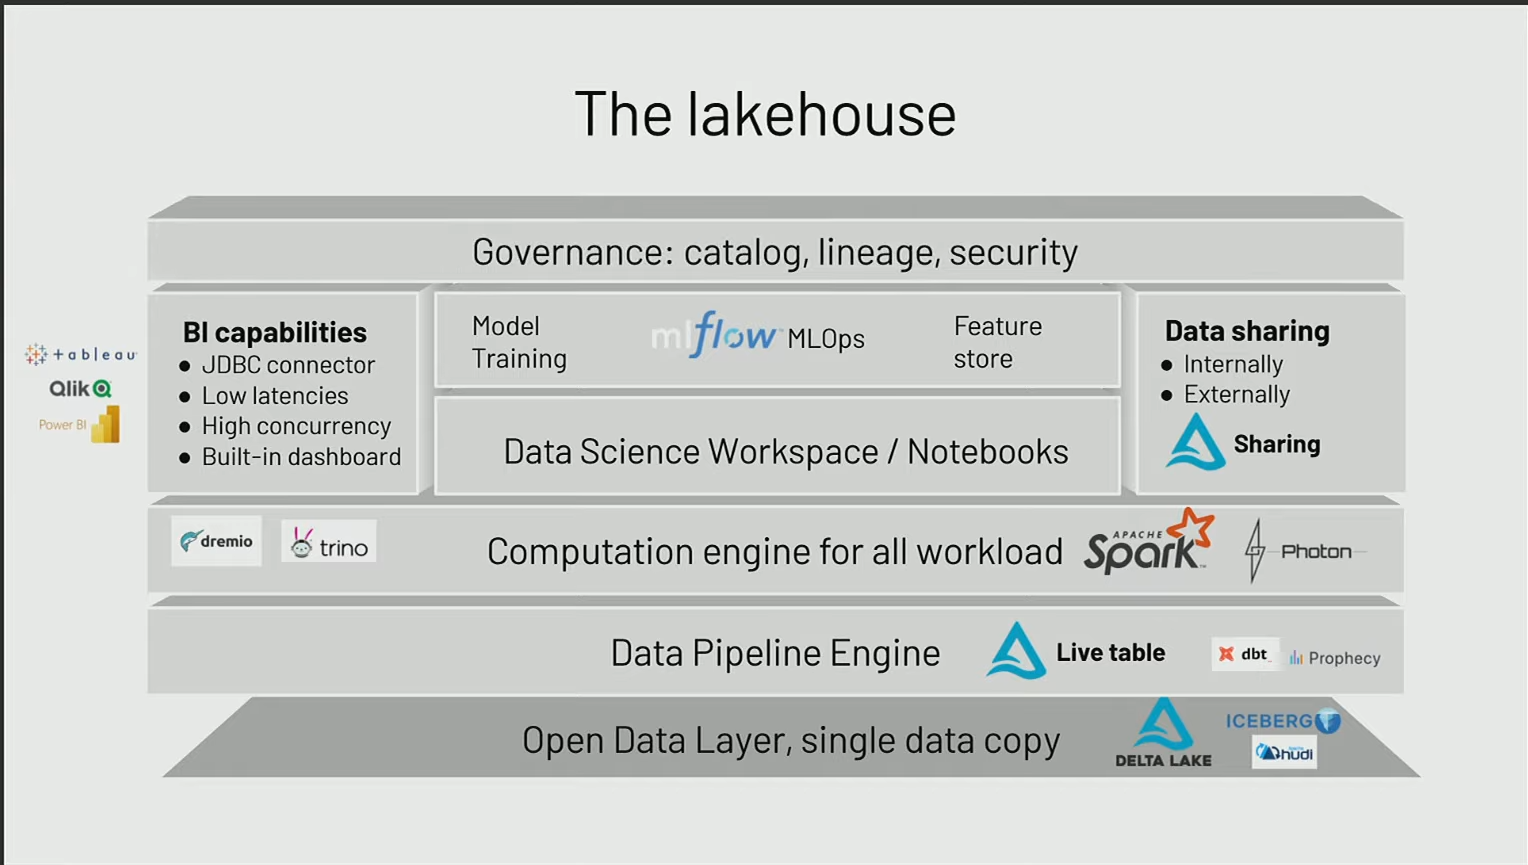 The lakehouse
Governance: catalog, lineage, security
+ableau
Qlik
Power BI
BI capabilities
● JDBC connector
● Low latencies
● High concurrency
● Built-in dashboard
Model
Training
mlflow MLOps
Feature
store
Data Science Workspace / Notebooks
Data sharing
● Internally
● Externally
Sharing
dremio
trino
Computation engine for all workload
APACHE
Spark
Photon
Data Pipeline Engine
Live table
dbt
Prophecy
Open Data Layer, single data copy
DELTA LAKE
ICEBERG
hudi